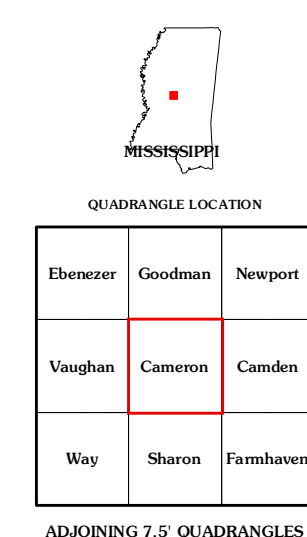 MISSISSIPPI
QUADRANGLE LOCATION
Ebenezer Goodman Newport
Vaughan Cameron Camden
Way Sharon Farmhaven
ADJOINING 7.5' QUADRANGLES